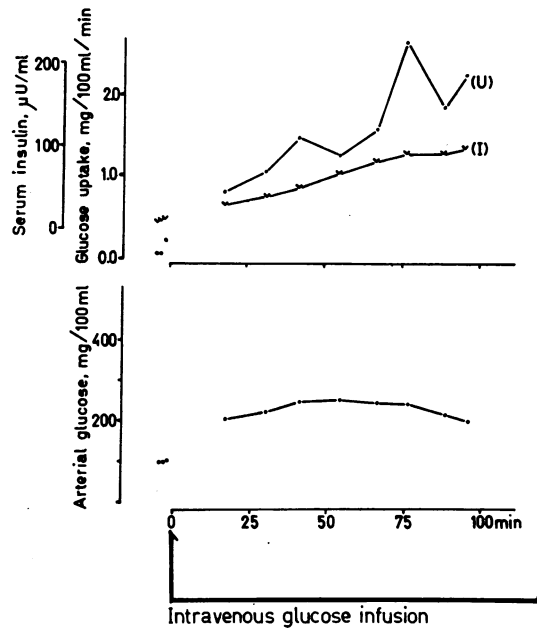 Serum insulin, μU/ml
200
100
0
Glucose uptake, mg/100ml/min
2.0
1.0
0.0
(U)
(I)
Arterial glucose, mg/100ml
400
200
0
25
50
75
100min
Intravenous glucose infusion